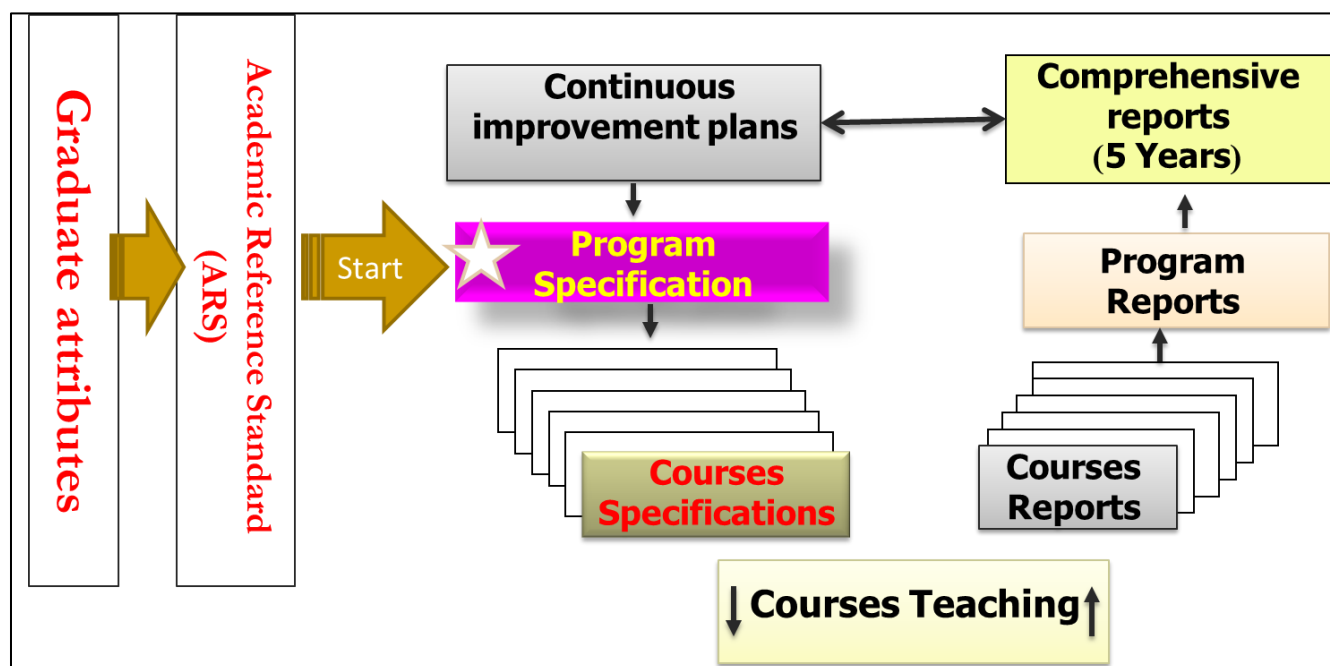 Graduate attributes
Academic Reference Standard
(ARS)
Start
Continuous
improvement plans
Program
Specification
Courses
Specifications
Comprehensive
reports
(5 Years)
Program
Reports
Courses
Reports
Courses Teaching